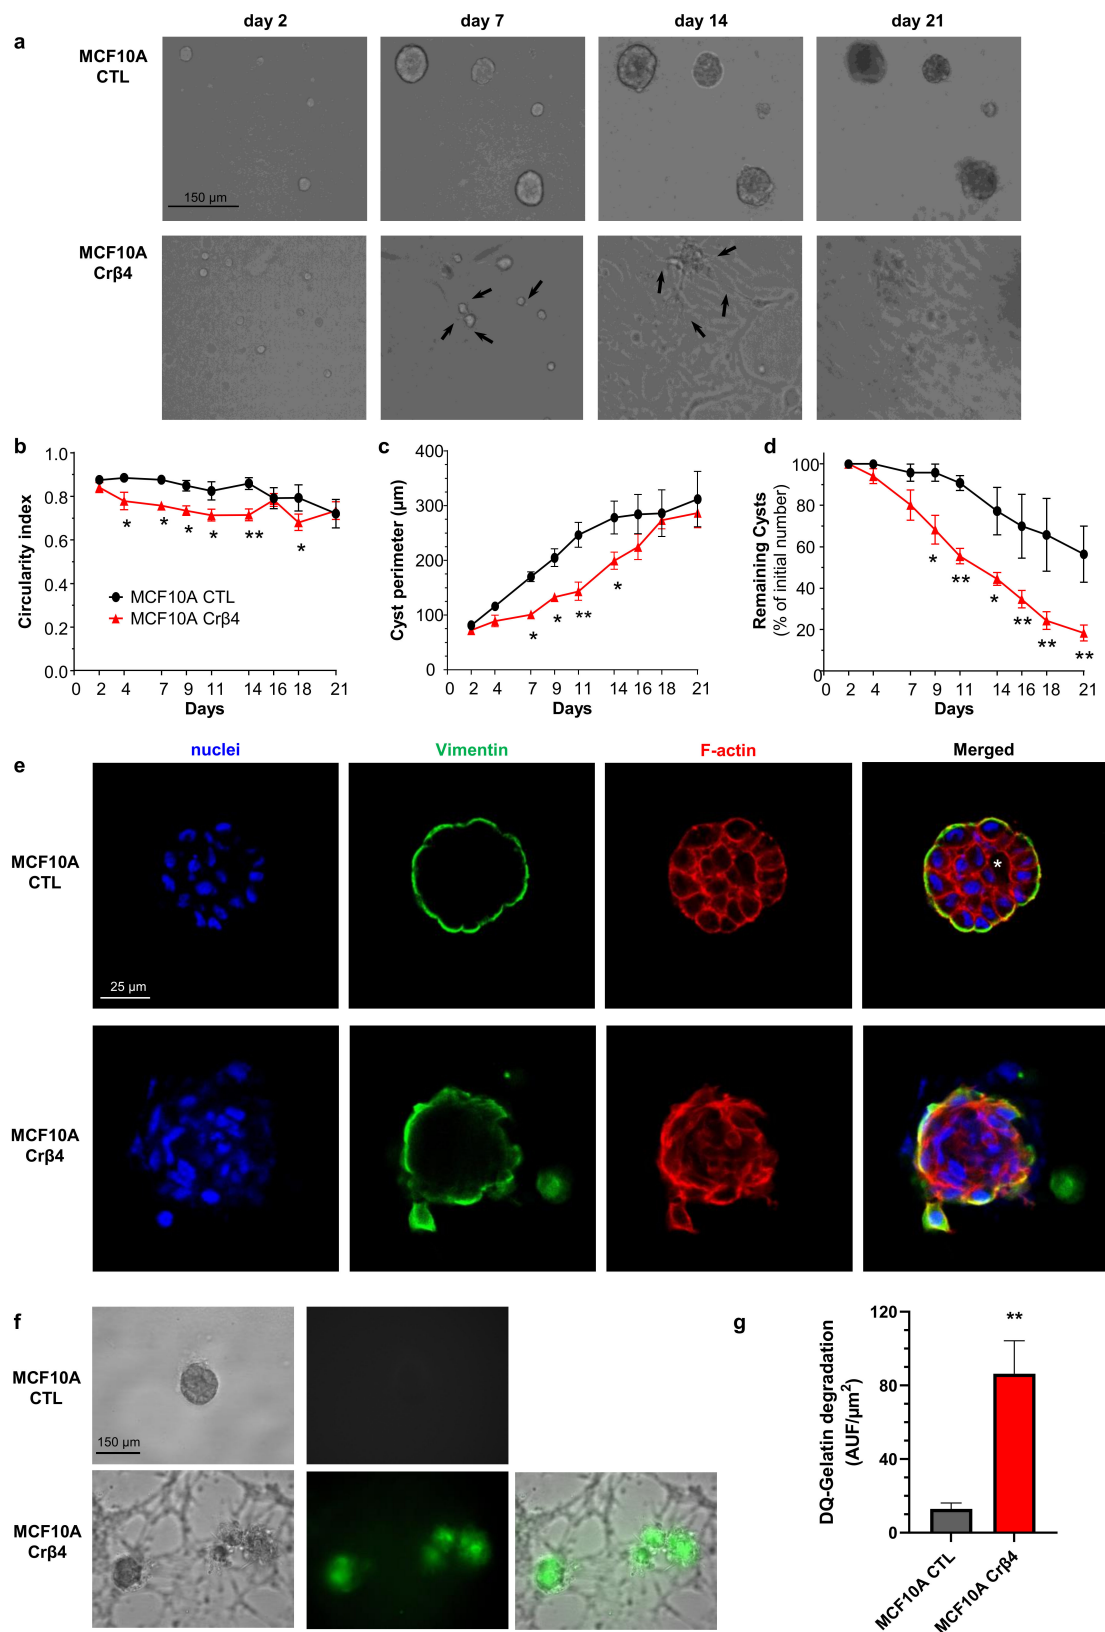 day 2 day 7 day 14 day 21
a
MCF10A
CTL
150 µm
MCF10A
Crβ4
b
1.0
0.8
0.6
0.4
0.2
0.0
Circularity index
MCF10A CTL
MCF10A Crβ4
* * * * ** *
0 2 4 7 9 11 14 16 18 21
Days
c
400
300
200
100
0
Cyst perimeter (µm)
* * ** *
0 2 4 7 9 11 14 16 18 21
Days
d
100
80
60
40
20
0
Remaining Cysts
(% of initial number)
* ** * ** ** **
0 2 4 7 9 11 14 16 18 21
Days
e
nuclei Vimentin F-actin Merged
MCF10A
CTL
*
25 µm
MCF10A
Crβ4
f
MCF10A
CTL
150 µm
MCF10A
Crβ4
g
120
80
40
0
DQ-Gelatin degradation
(AUF/µm²)
**
MCF10A CTL
MCF10A Crβ4